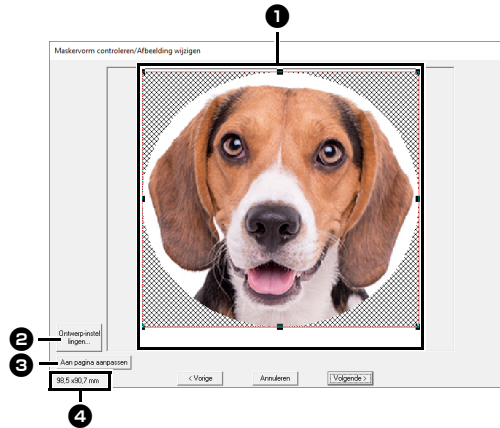 1
Maskervorm controleren/Afbeelding wijzigen
2
Ontwerp-instel
lingen...
3
Aan pagina aanpassen
98,5 x90,7 mm
< Vorige
Annuleren
Volgende >
4